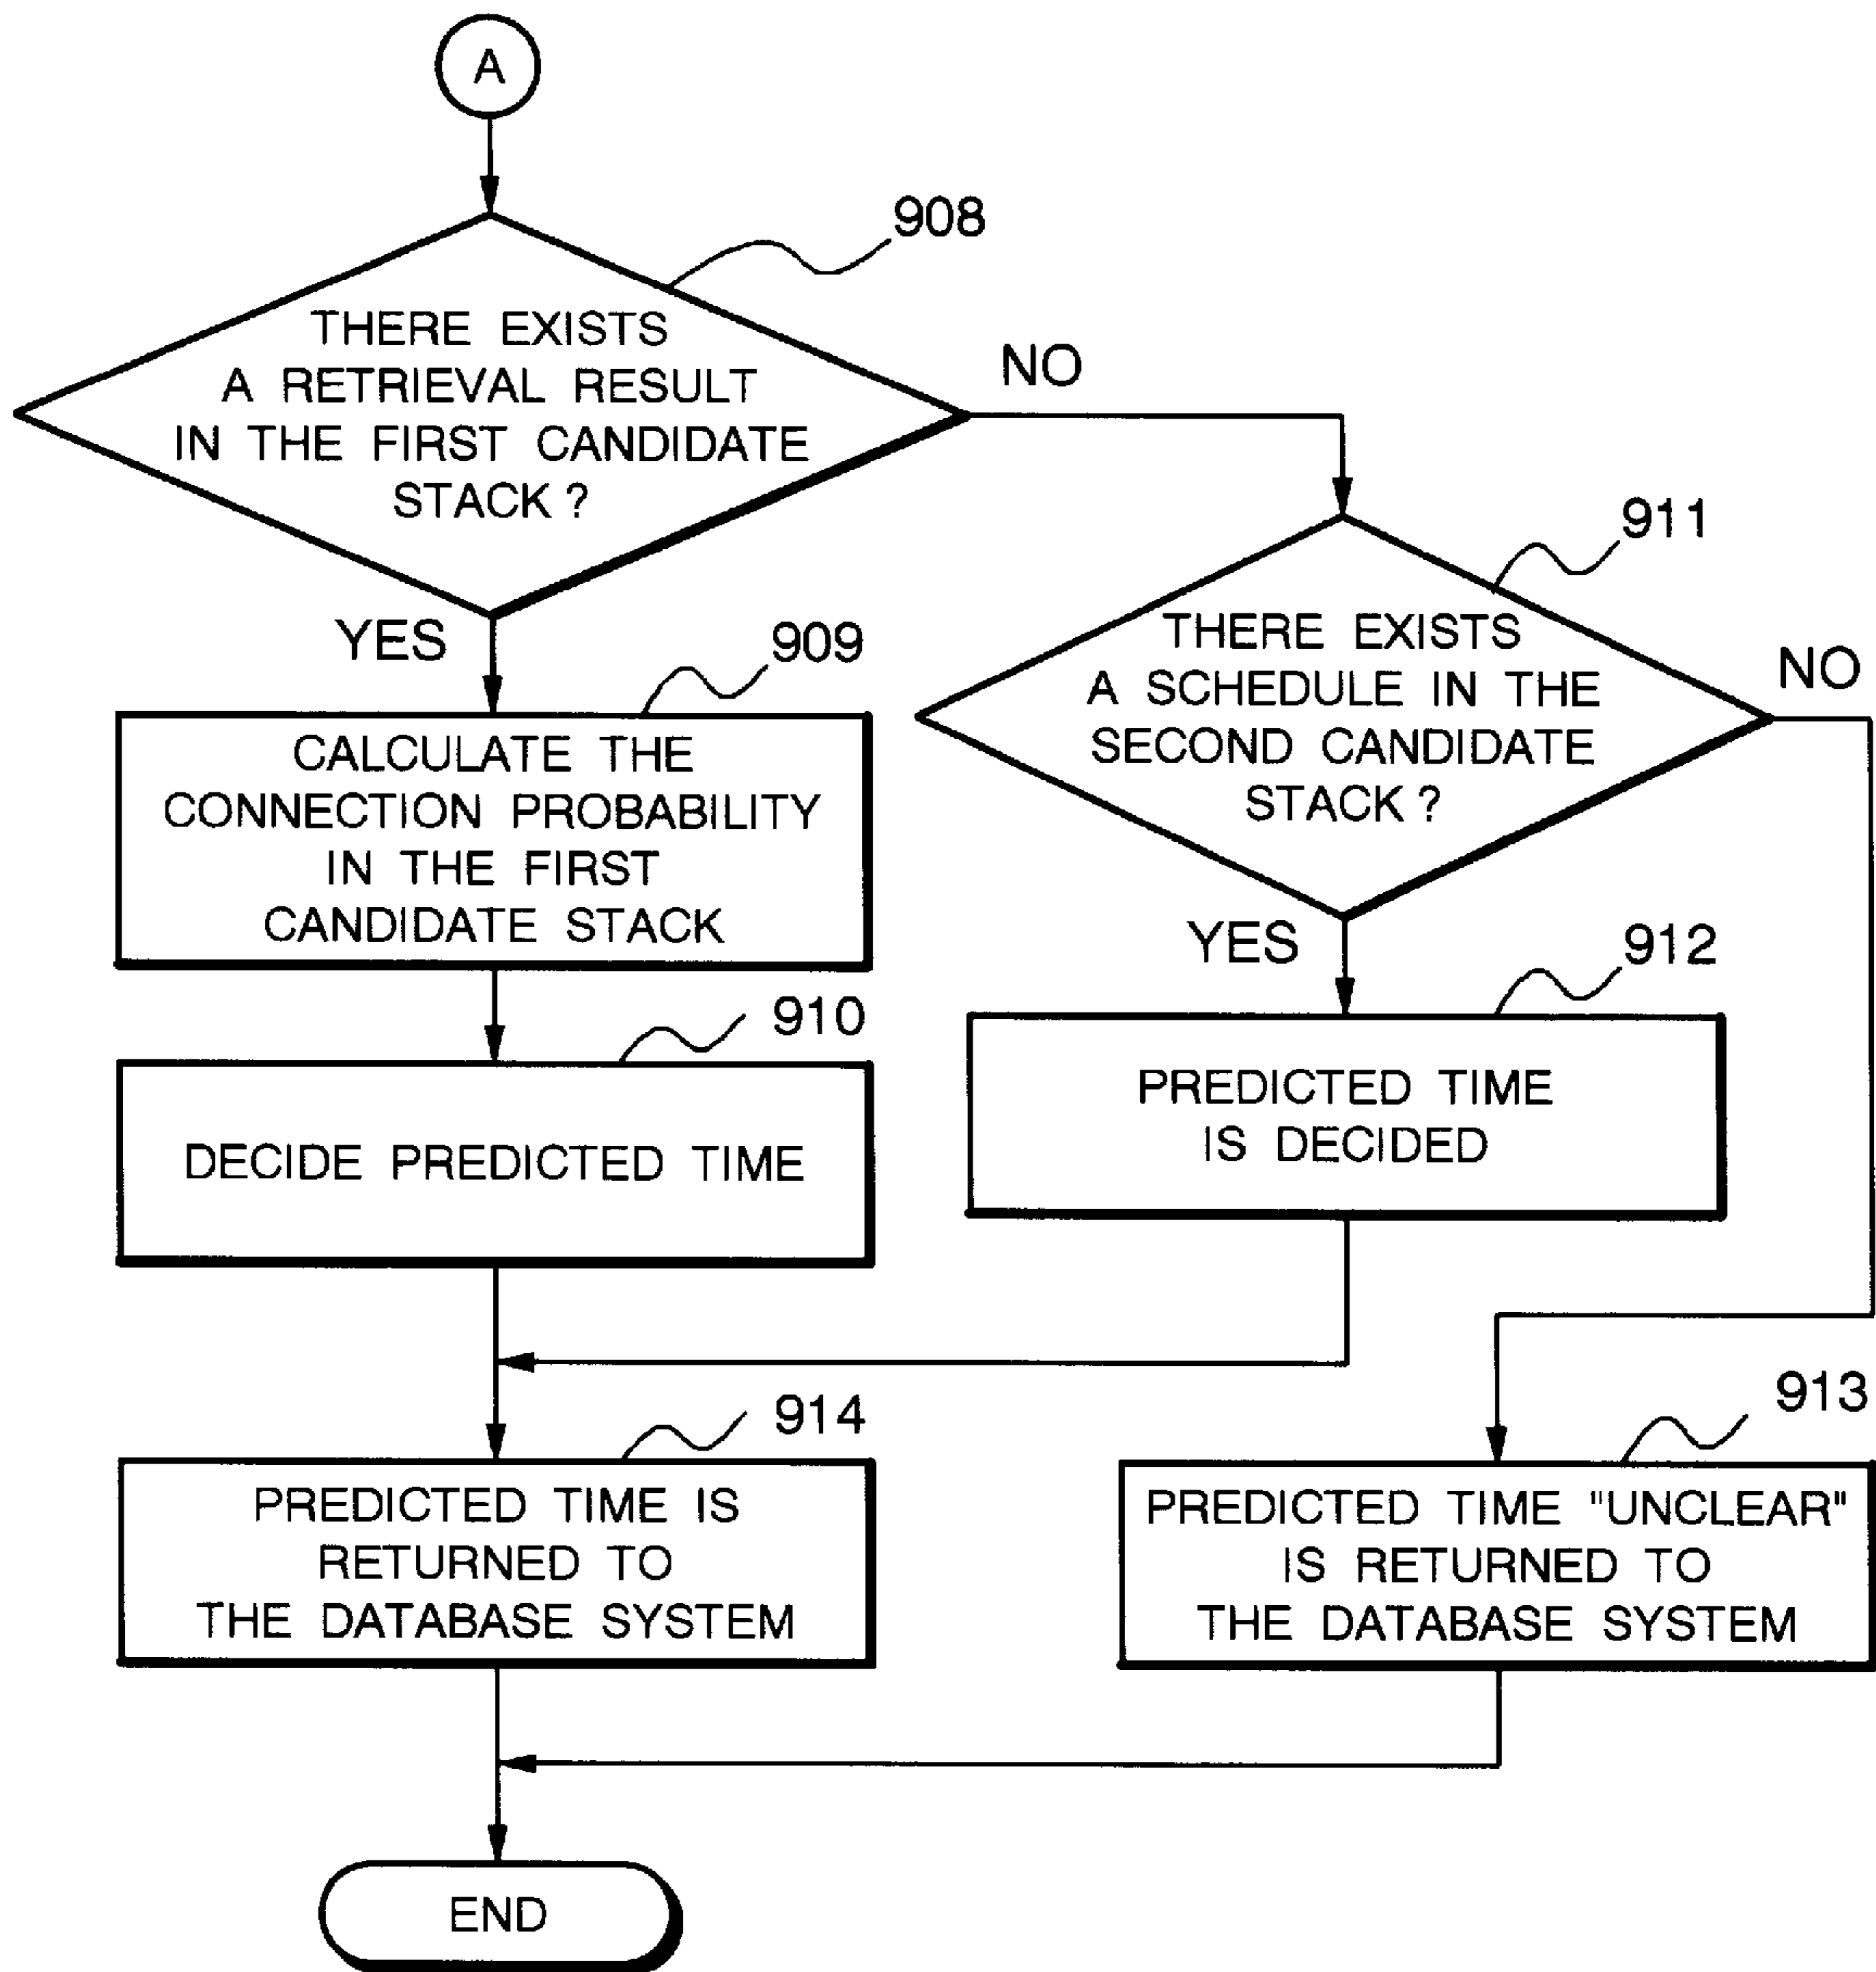 A
908
THERE EXISTS
A RETRIEVAL RESULT
IN THE FIRST CANDIDATE
STACK?
NO
YES
909
CALCULATE THE
CONNECTION PROBABILITY
IN THE FIRST
CANDIDATE STACK
910
DECIDE PREDICTED TIME
911
THERE EXISTS
A SCHEDULE IN THE
SECOND CANDIDATE
STACK?
NO
YES
912
PREDICTED TIME
IS DECIDED
914
PREDICTED TIME IS
RETURNED TO
THE DATABASE SYSTEM
913
PREDICTED TIME "UNCLEAR"
IS RETURNED TO
THE DATABASE SYSTEM
END